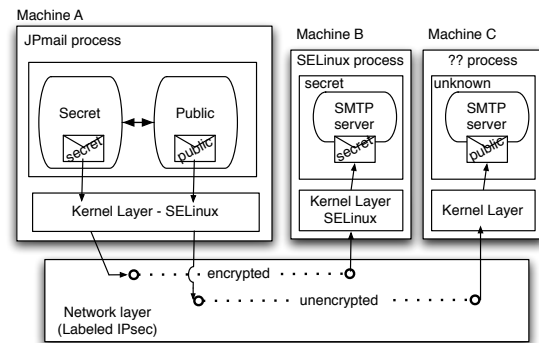 Machine A
JPmail process
Secret
Public
secret
public
Kernel Layer - SELinux
Machine B
SELinux process
secret
SMTP
server
secret
Kernel Layer
SELinux
Machine C
?? process
unknown
SMTP
server
public
Kernel Layer
encrypted
unencrypted
Network layer
(Labeled IPsec)